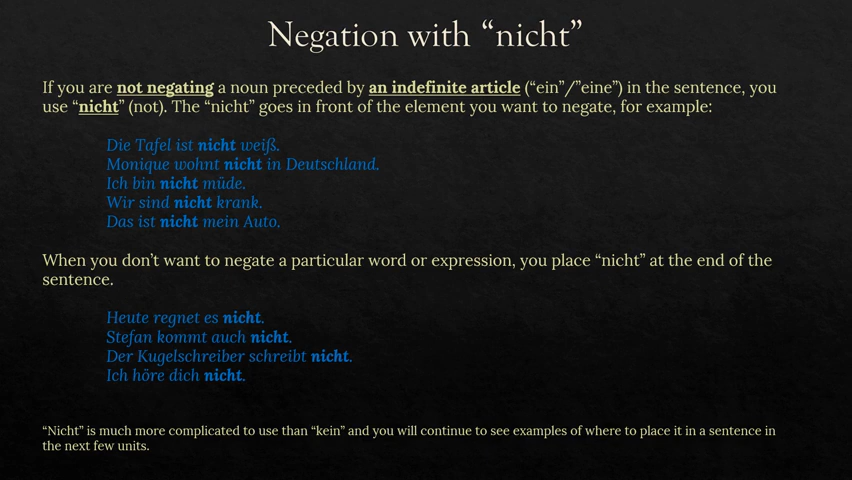 Negation with “nicht”
If you are not negating a noun preceded by an indefinite article (“ein”/”eine”) in the sentence, you
use “nicht” (not). The “nicht” goes in front of the element you want to negate, for example:
Die Tafel ist nicht weiß.
Monique wohnt nicht in Deutschland.
Ich bin nicht müde.
Wir sind nicht krank.
Das ist nicht mein Auto.
When you don’t want to negate a particular word or expression, you place “nicht” at the end of the
sentence.
Heute regnet es nicht.
Stefan kommt auch nicht.
Der Kugelschreiber schreibt nicht.
Ich höre dich nicht.
“Nicht” is much more complicated to use than “kein” and you will continue to see examples of where to place it in a sentence in
the next few units.